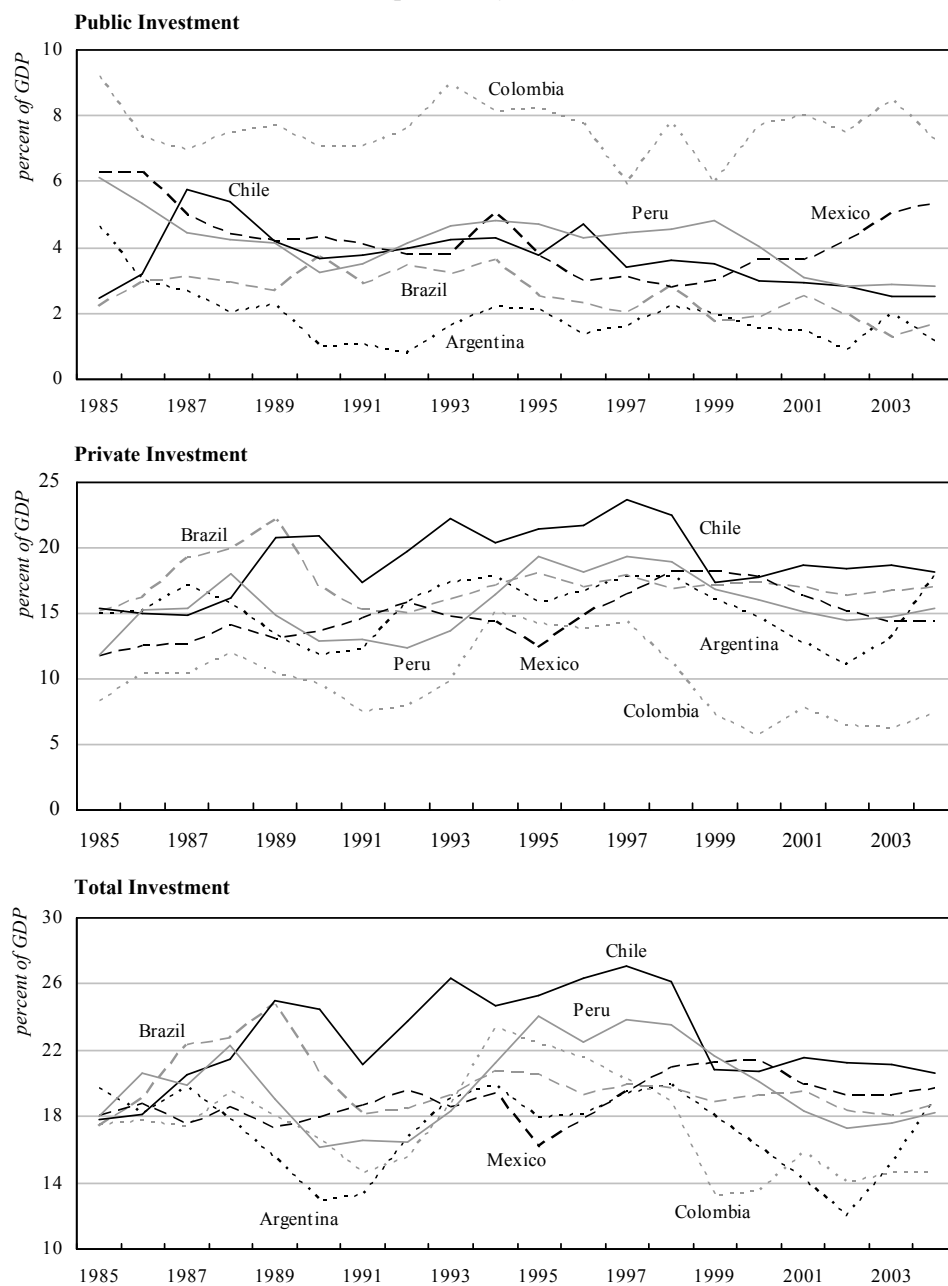 Public Investment
percent of GDP
10
8
6
4
2
0
Colombia
Chile
Peru
Mexico
Brazil
Argentina
1985 1987 1989 1991 1993 1995 1997 1999 2001 2003
Private Investment
percent of GDP
25
20
15
10
5
0
Brazil
Chile
Peru
Mexico
Argentina
Colombia
1985 1987 1989 1991 1993 1995 1997 1999 2001 2003
Total Investment
percent of GDP
30
26
22
18
14
10
Chile
Peru
Brazil
Mexico
Argentina
Colombia
1985 1987 1989 1991 1993 1995 1997 1999 2001 2003